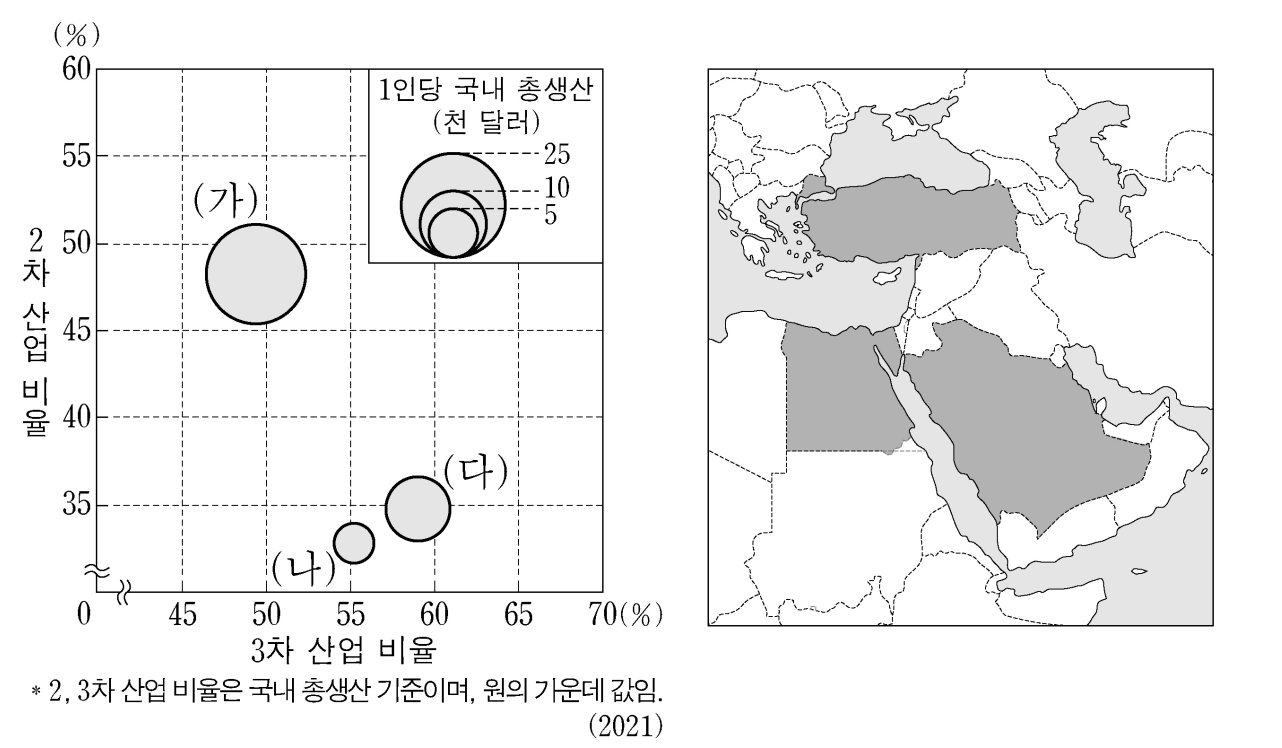 (%)
60
55
50
45
40
35
2차 산업 비율
(가)
(나)
(다)
1인당 국내 총생산
(천 달러)
25
10
5
0 45 50 55 60 65 70(%)
3차 산업 비율
* 2, 3차 산업 비율은 국내 총생산 기준이며, 원의 가운데 값임.
(2021)